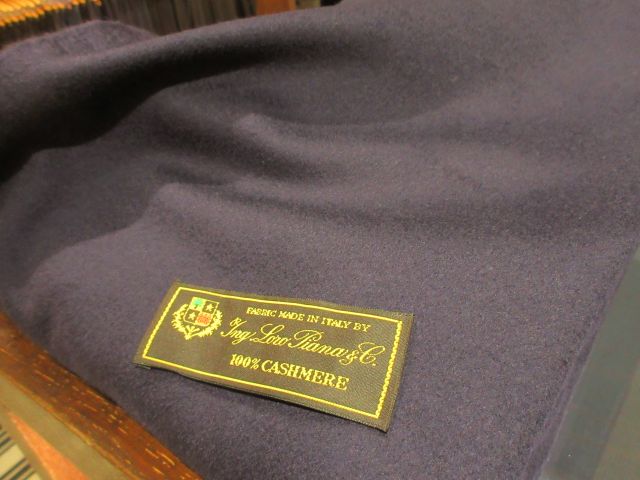 FABRIC MADE IN ITALY BY
Ing. Loro Piana & C.
100% CASHMERE